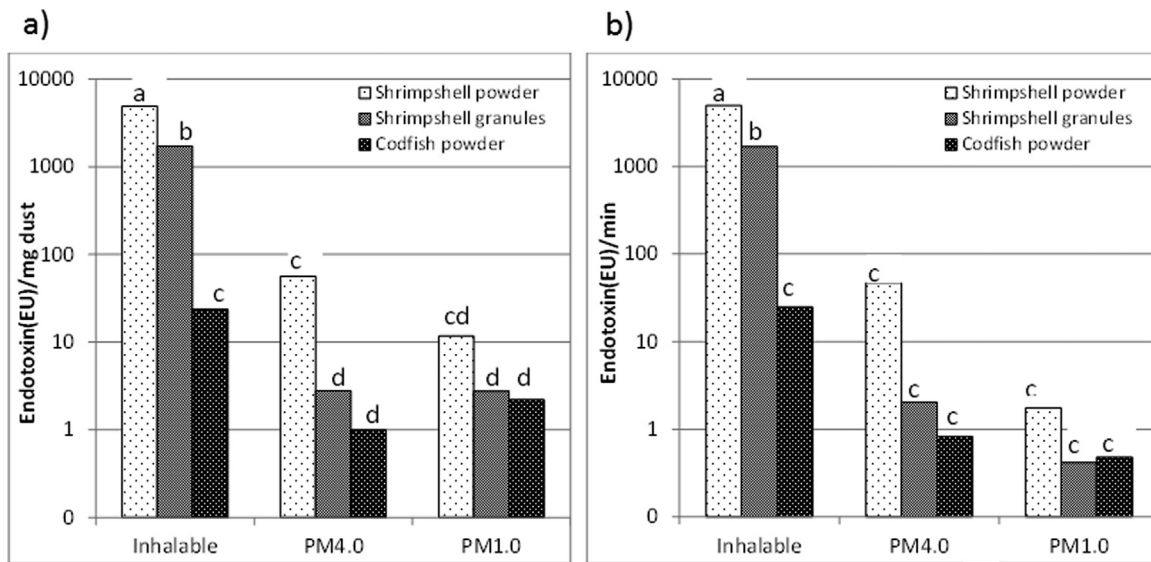 a)
10000
1000
100
10
1
0
Endotoxin(EU)/mg dust
Shrimpshell powder
Shrimpshell granules
Codfish powder
a
b
c
c
d
d
cd
d
d
Inhalable
PM4.0
PM1.0
b)
10000
1000
100
10
1
0
Endotoxin(EU)/min
Shrimpshell powder
Shrimpshell granules
Codfish powder
a
b
c
c
c
c
c
c
c
Inhalable
PM4.0
PM1.0